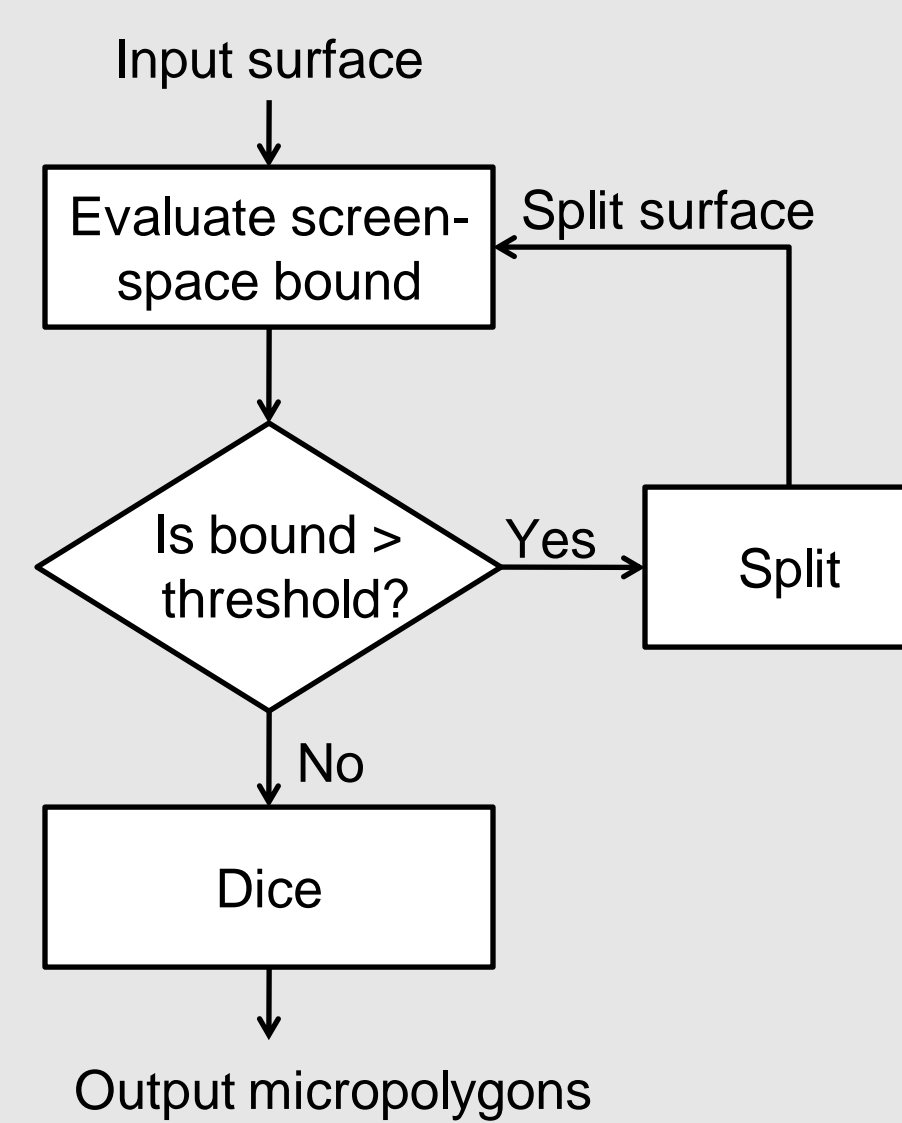 Input surface
Evaluate screen-
space bound
Split surface
Is bound >
threshold?
Yes
Split
No
Dice
Output micropolygons